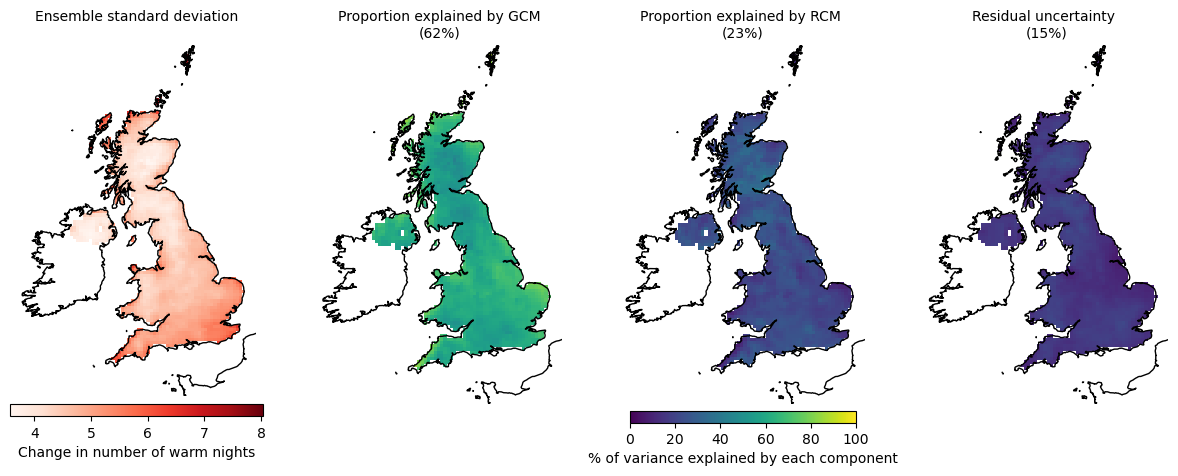 Ensemble standard deviation
Proportion explained by GCM
(62%)
Proportion explained by RCM
(23%)
Residual uncertainty
(15%)
4 5 6 7 8
Change in number of warm nights
0 20 40 60 80 100
% of variance explained by each component